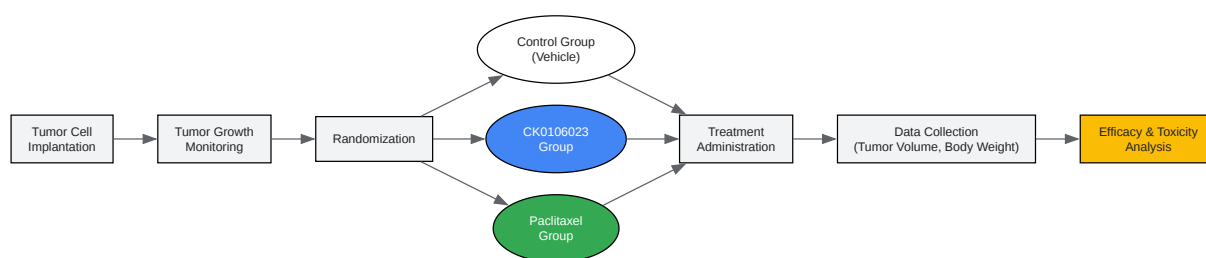 Tumor Cell
Implantation
Tumor Growth
Monitoring
Randomization
Control Group
(Vehicle)
CK0106023
Group
Paclitaxel
Group
Treatment
Administration
Data Collection
(Tumor Volume, Body Weight)
Efficacy & Toxicity
Analysis